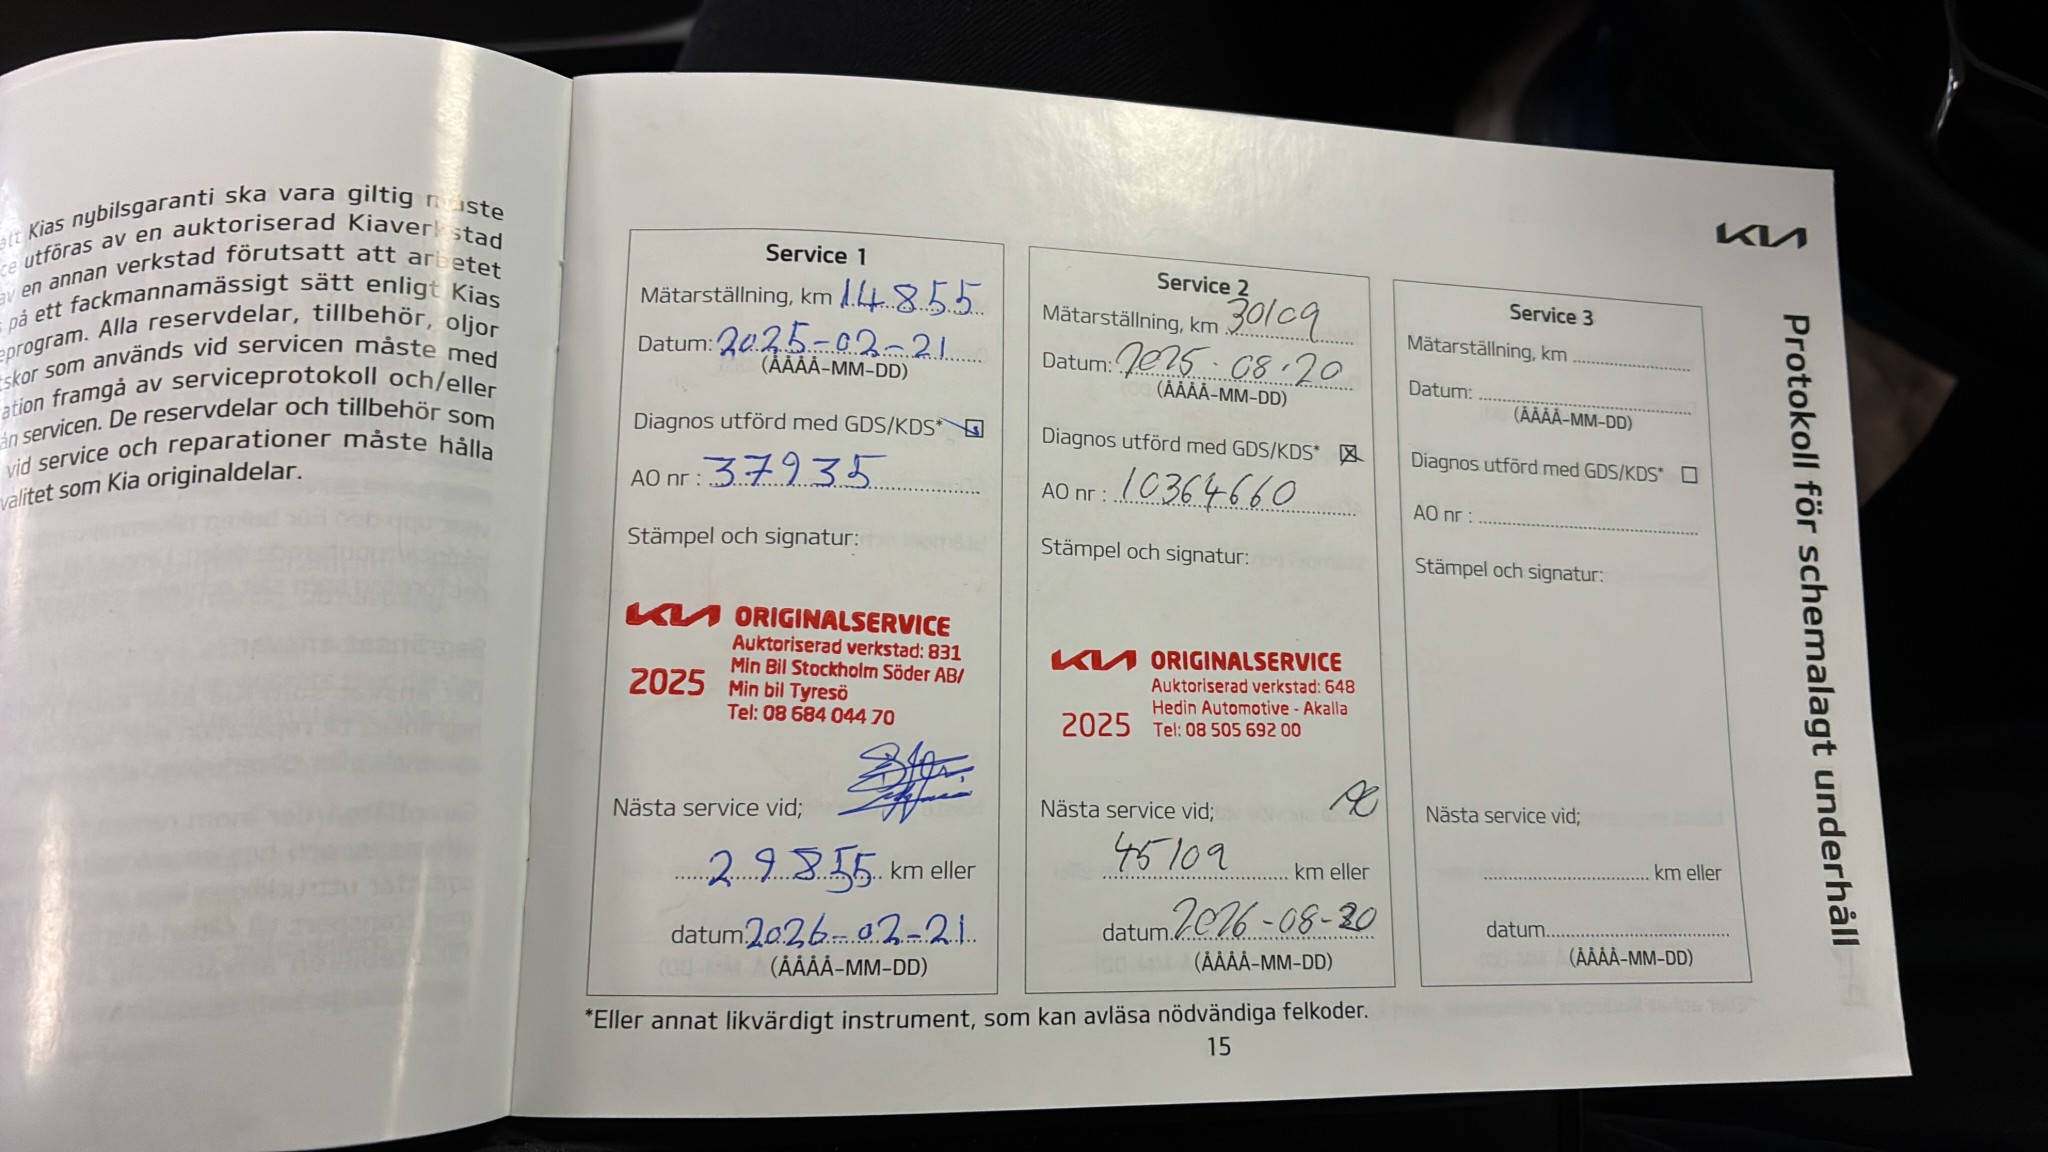 att Kias nybilsgaranti ska vara giltig måste
utföras av en auktoriserad Kiaverkstad
av en annan verkstad förutsatt att arbetet
på ett fackmannamässigt sätt enligt Kias
program. Alla reservdelar, tillbehör, oljor
som används vid servicen måste med
framgå av serviceprotokoll och/eller
servicen. De reservdelar och tillbehör som
vid service och reparationer måste hålla
som Kia originaldelar.
KIA
Protokoll för schemalagt underhåll
Service 1
Mätarställning, km 14855
Datum: 2025-02-21
(ÅÅÅÅ-MM-DD)
Diagnos utförd med GDS/KDS*
AO nr : 37935
Stämpel och signatur:
KIA ORIGINALSERVICE
Auktoriserad verkstad: 831
Min Bil Stockholm Söder AB/
2025 Min bil Tyresö
Tel: 08 684 044 70
Nästa service vid;
29855 km eller
datum 2026-02-21
(ÅÅÅÅ-MM-DD)
Service 2
Mätarställning, km 30109
Datum: 2025-08-20
(ÅÅÅÅ-MM-DD)
Diagnos utförd med GDS/KDS*
AO nr : 10364660
Stämpel och signatur:
KIA ORIGINALSERVICE
Auktoriserad verkstad: 648
Hedin Automotive - Akalla
2025 Tel: 08 505 692 00
Nästa service vid;
45109 km eller
datum 2026-08-20
(ÅÅÅÅ-MM-DD)
Service 3
Mätarställning, km
Datum:
(ÅÅÅÅ-MM-DD)
Diagnos utförd med GDS/KDS*
AO nr :
Stämpel och signatur:
Nästa service vid;
km eller
datum
(ÅÅÅÅ-MM-DD)
*Eller annat likvärdigt instrument, som kan avläsa nödvändiga felkoder.
15